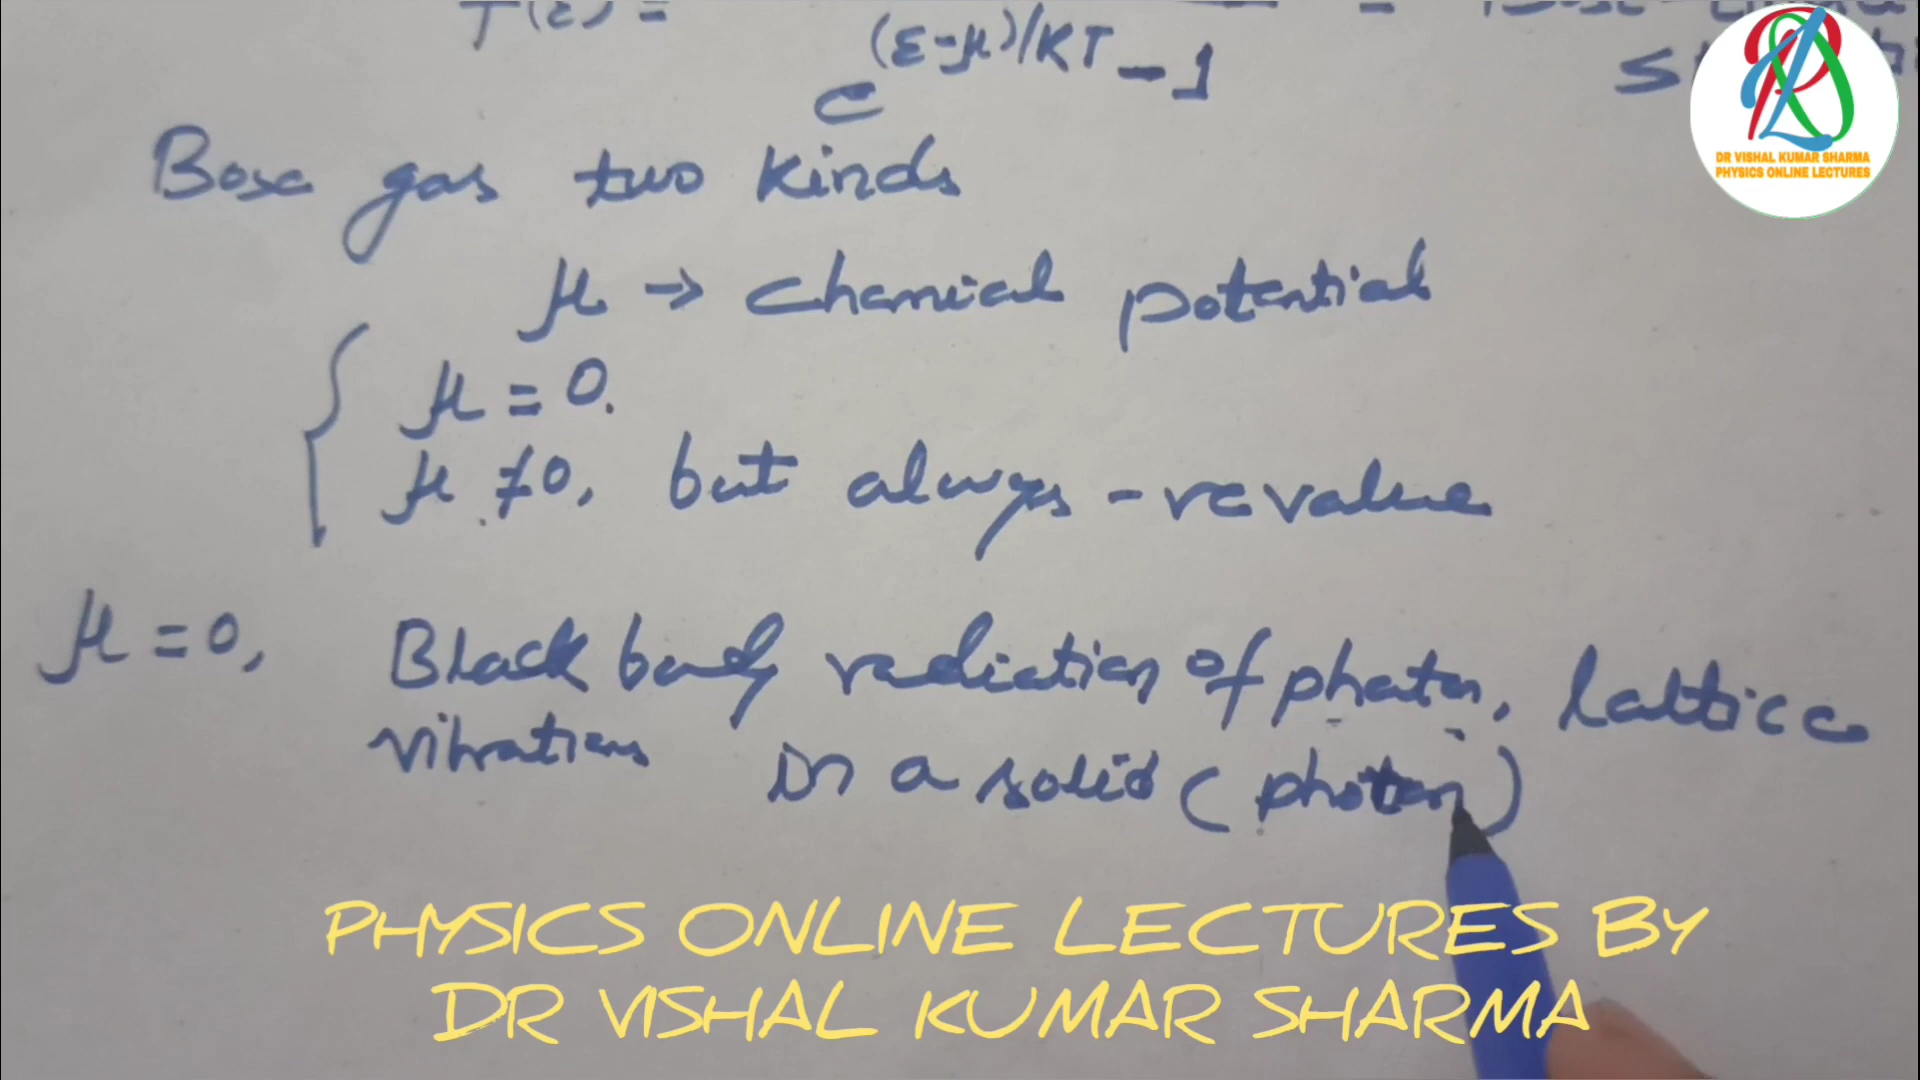 f(ε) =
e^(ε-μ)/KT - 1
Bose gas two kinds
μ → chemical potential
μ = 0.
μ ≠ 0, but always -ve value
μ = 0, Black body radiation of photon, lattice
vibrations in a solid (photon)
DR VISHAL KUMAR SHARMA
PHYSICS ONLINE LECTURES
PHYSICS ONLINE LECTURES BY
DR VISHAL KUMAR SHARMA